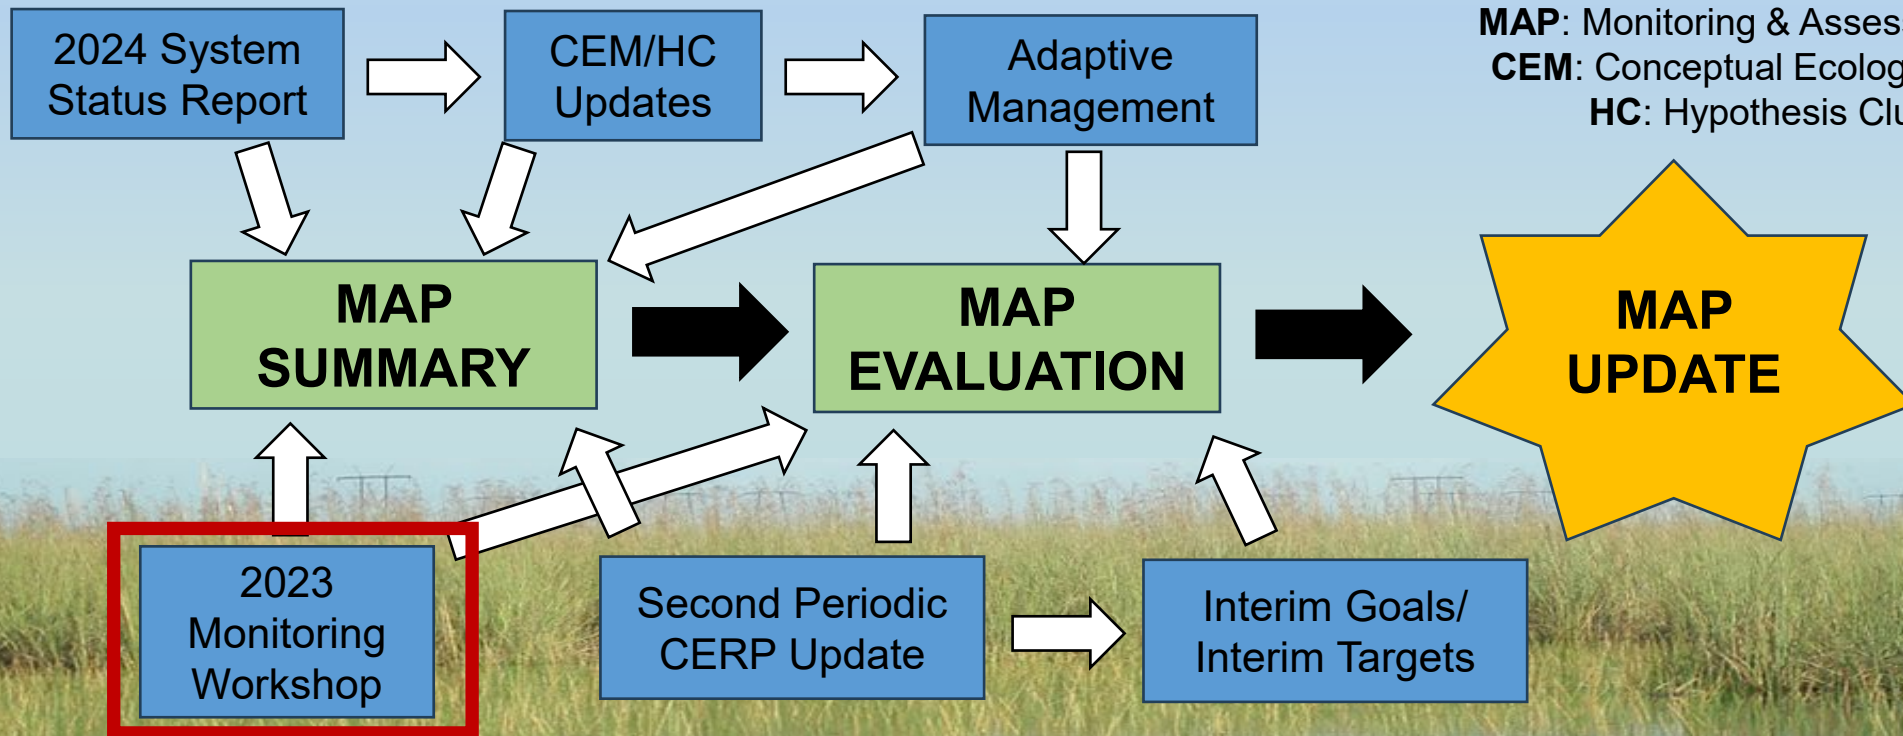 2024 System
Status Report
CEM/HC
Updates
Adaptive
Management
MAP: Monitoring & Assess
CEM: Conceptual Ecolog
HC: Hypothesis Clu
MAP
SUMMARY
MAP
EVALUATION
MAP
UPDATE
2023
Monitoring
Workshop
Second Periodic
CERP Update
Interim Goals/
Interim Targets